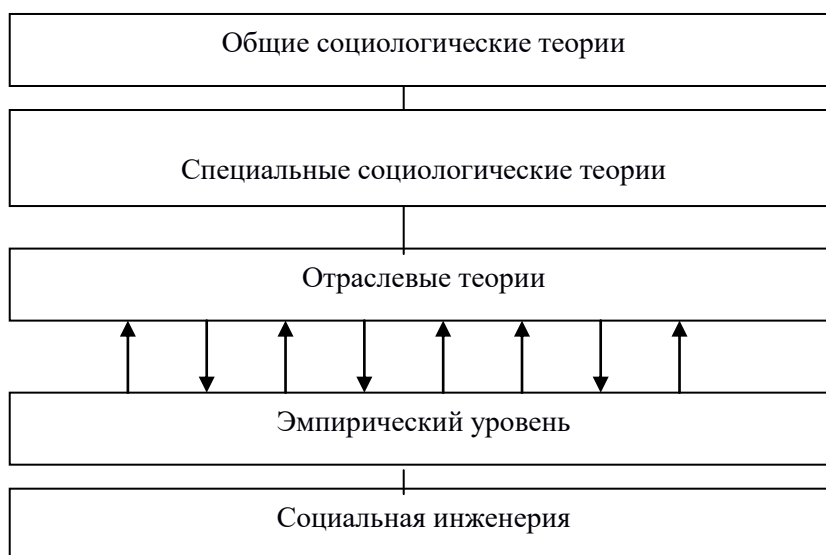 Общие социологические теории
Специальные социологические теории
Отраслевые теории
Эмпирический уровень
Социальная инженерия